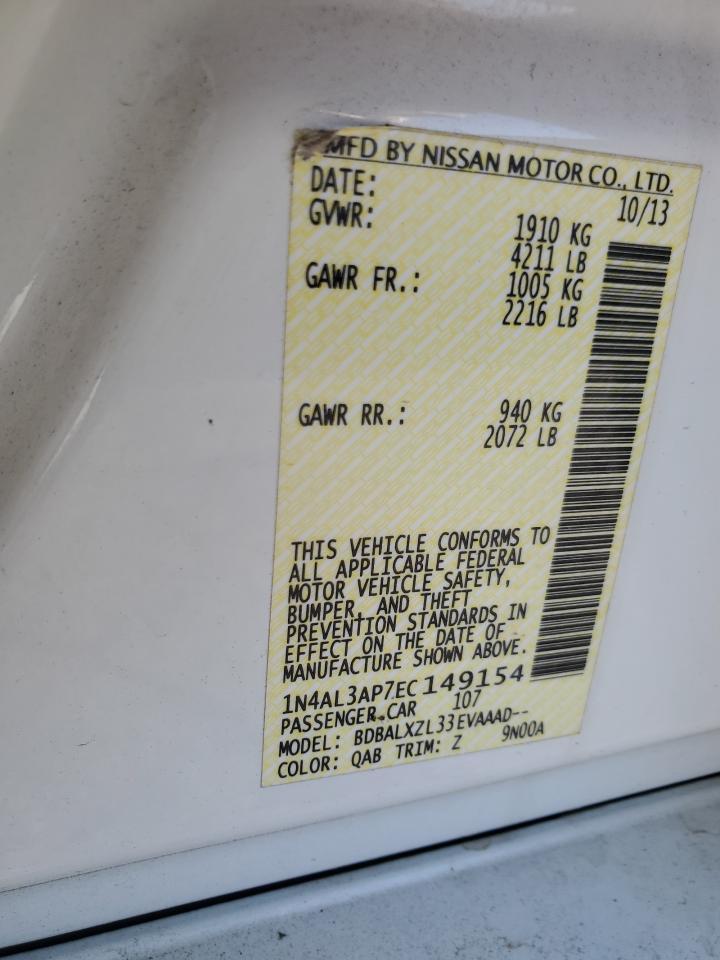 MFD BY NISSAN MOTOR CO., LTD.
DATE: 10/13
GVWR: 1910 KG
4211 LB
GAWR FR.: 1005 KG
2216 LB
GAWR RR.: 940 KG
2072 LB
THIS VEHICLE CONFORMS TO
ALL APPLICABLE FEDERAL
MOTOR VEHICLE SAFETY,
BUMPER, AND THEFT
PREVENTION STANDARDS IN
EFFECT ON THE DATE OF
MANUFACTURE SHOWN ABOVE.
1N4AL3AP7EC149154
PASSENGER CAR 107
MODEL: BDBALXZL33EVAAAD--
COLOR: QAB TRIM: Z 9N00A